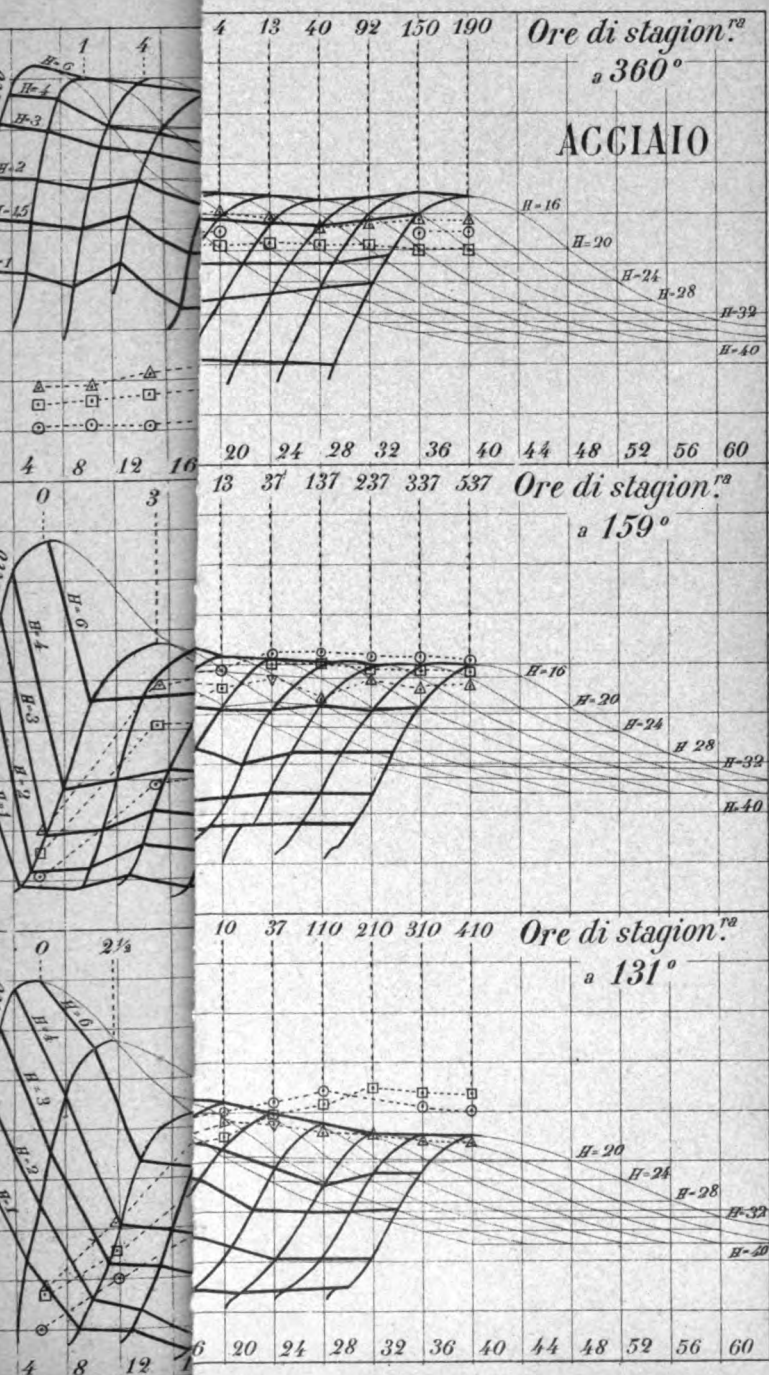 1 4
4 13 40 92 150 190
Ore di stagion.ra
a 360°
ACCIAIO
H=6
H=4
H=3
H=2
H=1,5
H=16
H=20
H=24
H=28
H=32
H=40
4 8 12 16
20 24 28 32 36 40 44 48 52 56 60
0 3
13 37 137 237 337 537
Ore di stagion.ra
a 159°
H=6
H=4
H=3
H=2
H=1
H=16
H=20
H=24
H 28
H=32
H=40
0 2½
10 37 110 210 310 410
Ore di stagion.ra
a 131°
H=6
H=4
H=3
H=2
H=1
H=20
H=24
H=28
H=32
H=40
4 8 12
20 24 28 32 36 40 44 48 52 56 60